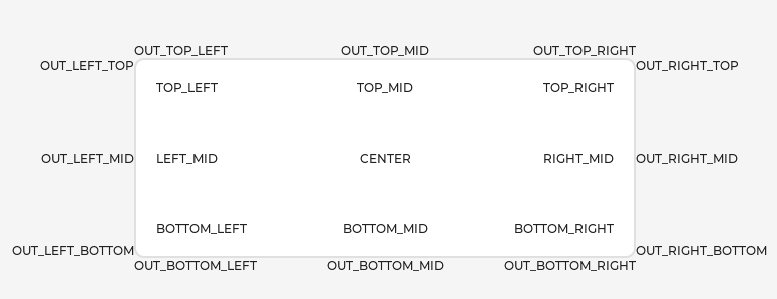 OUT_TOP_LEFT OUT_TOP_MID OUT_TOP_RIGHT
OUT_LEFT_TOP OUT_RIGHT_TOP
TOP_LEFT TOP_MID TOP_RIGHT
OUT_LEFT_MID LEFT_MID CENTER RIGHT_MID OUT_RIGHT_MID
BOTTOM_LEFT BOTTOM_MID BOTTOM_RIGHT
OUT_LEFT_BOTTOM OUT_RIGHT_BOTTOM
OUT_BOTTOM_LEFT OUT_BOTTOM_MID OUT_BOTTOM_RIGHT